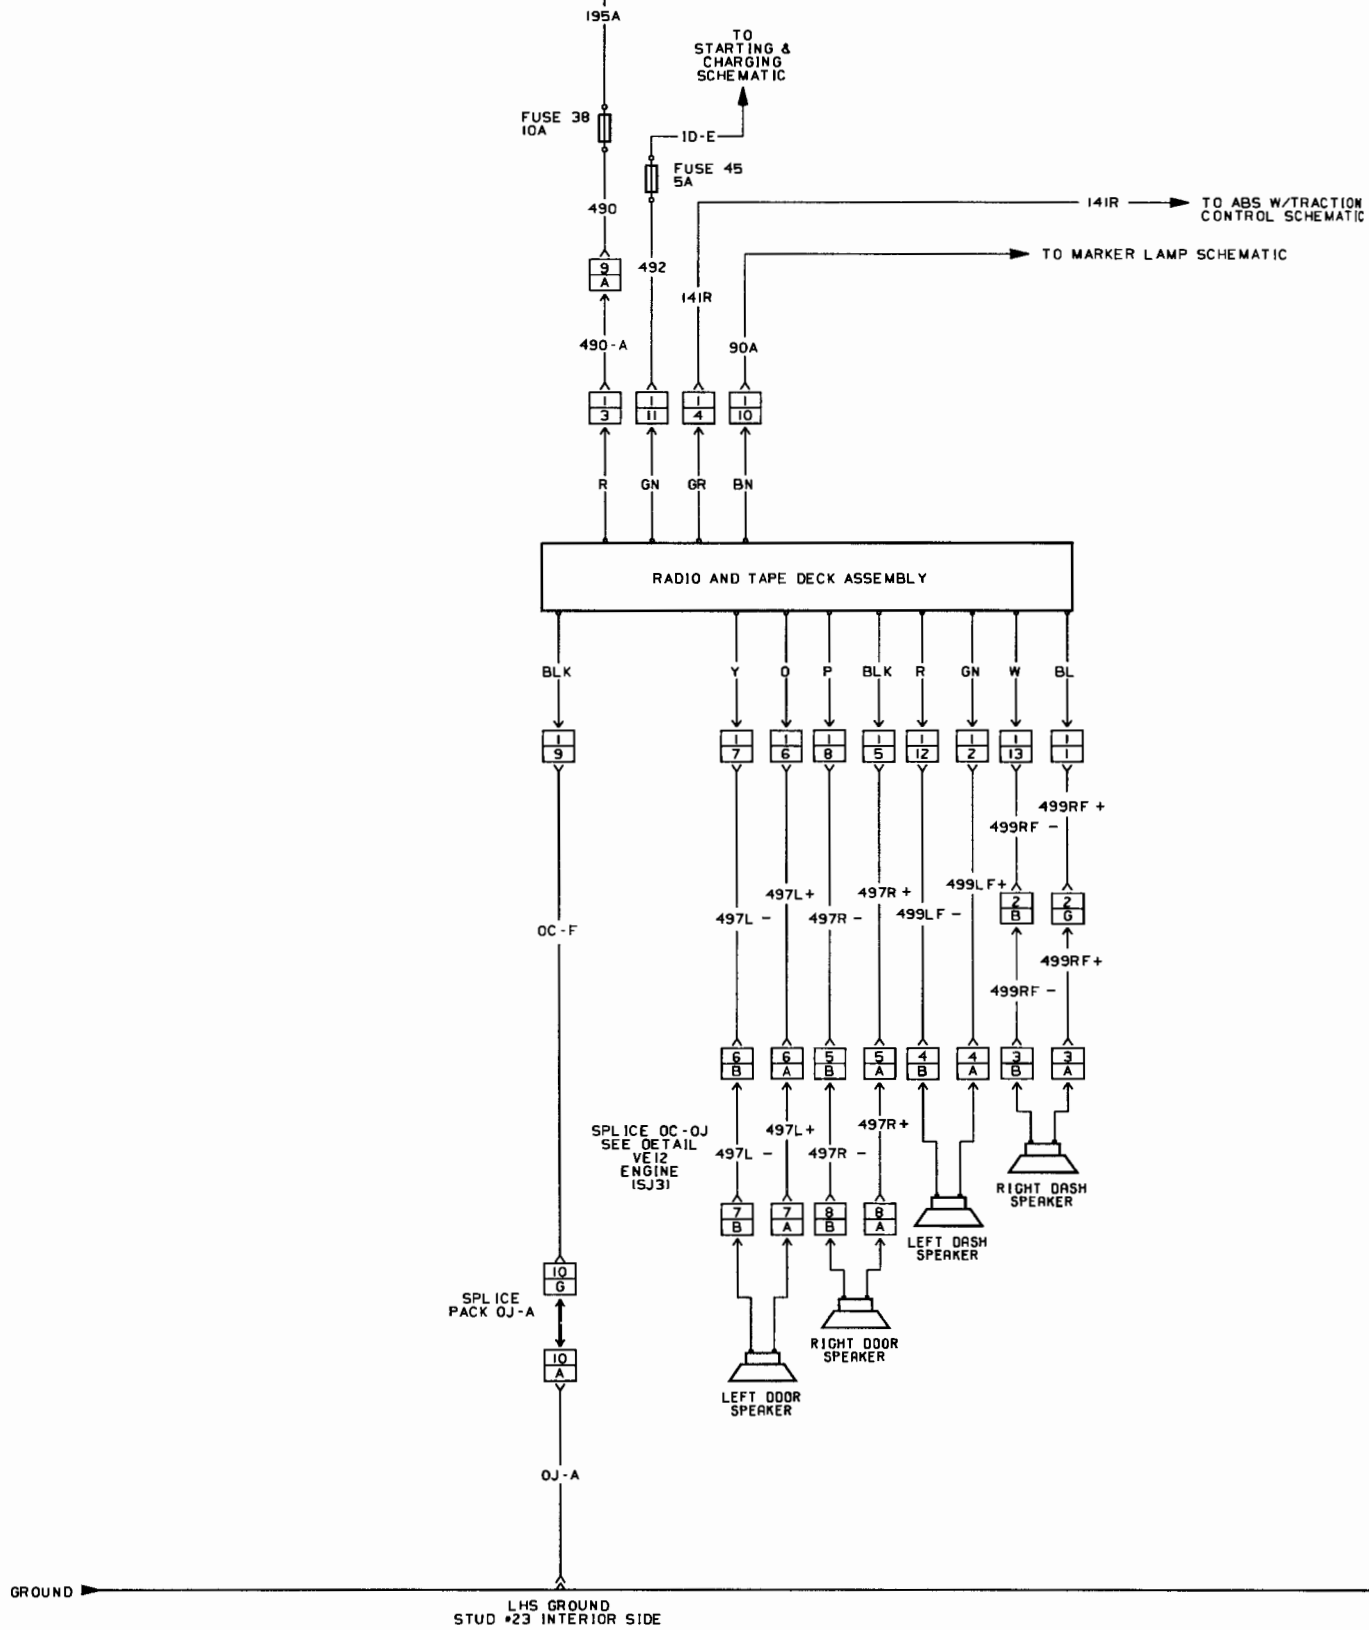 195A
TO
STARTING &
CHARGING
SCHEMATIC
FUSE 38
10A
1D-E
FUSE 45
5A
490
141R
TO ABS W/TRACTION
CONTROL SCHEMATIC
TO MARKER LAMP SCHEMATIC
9
A
492
141R
490-A
90A
1 1 1 1
3 11 4 10
R GN GR BN
RADIO AND TAPE DECK ASSEMBLY
BLK Y O P BLK R GN W BL
1 1 1 1 1 1 1 1 1
9 7 6 8 5 12 2 13 1
499RF +
499RF -
497L+ 497R + 499LF+
497L - 497R - 499LF -
2 2
B G
OC-F
499RF+
499RF -
6 6 5 5 4 4 3 3
B A B A B A B A
SPLICE OC-OJ
SEE DETAIL
VE12
ENGINE
(SJ3)
497L+ 497R+
497L - 497R -
RIGHT DASH
SPEAKER
7 7 8 8
B A B A
LEFT DASH
SPEAKER
10
G
SPLICE
PACK OJ-A
RIGHT DOOR
SPEAKER
10
A
LEFT DOOR
SPEAKER
OJ-A
GROUND
LHS GROUND
STUD #23 INTERIOR SIDE